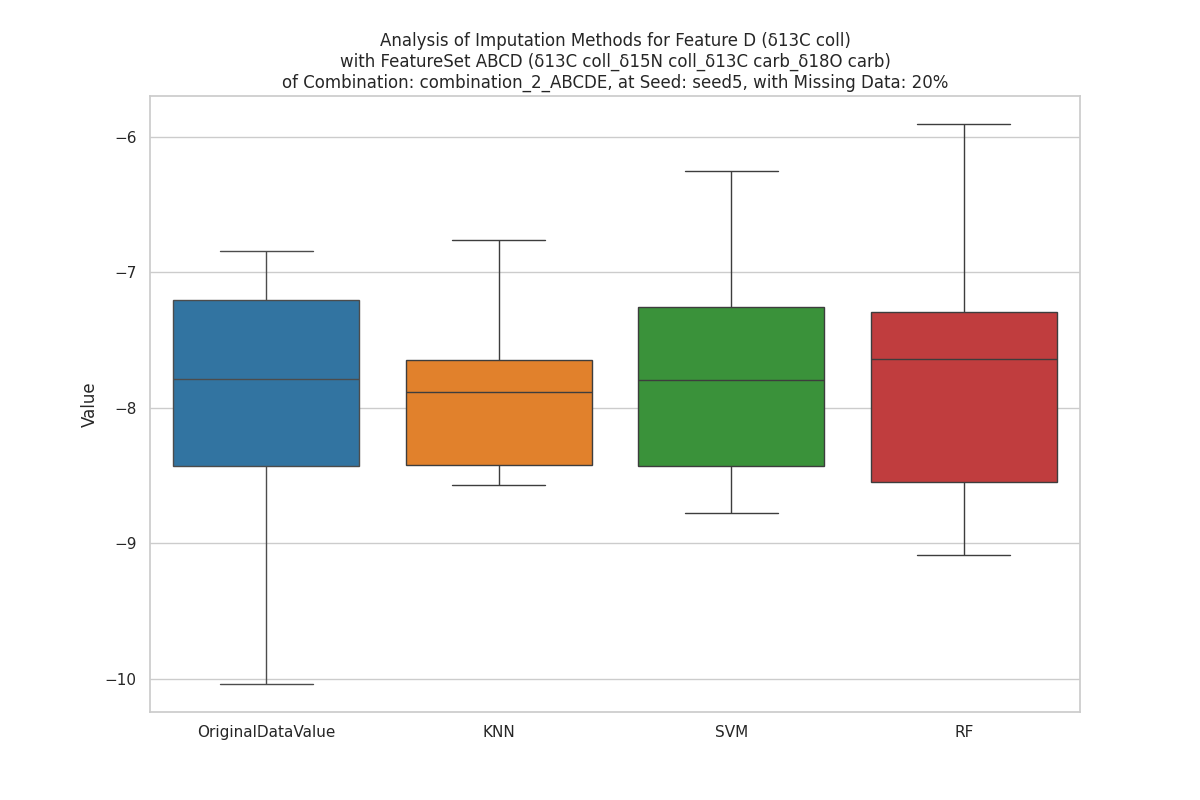 Analysis of Imputation Methods for Feature D (δ13C coll)
with FeatureSet ABCD (δ13C coll_δ15N coll_δ13C carb_δ18O carb)
of Combination: combination_2_ABCDE, at Seed: seed5, with Missing Data: 20%
Value
−6
−7
−8
−9
−10
OriginalDataValue
KNN
SVM
RF